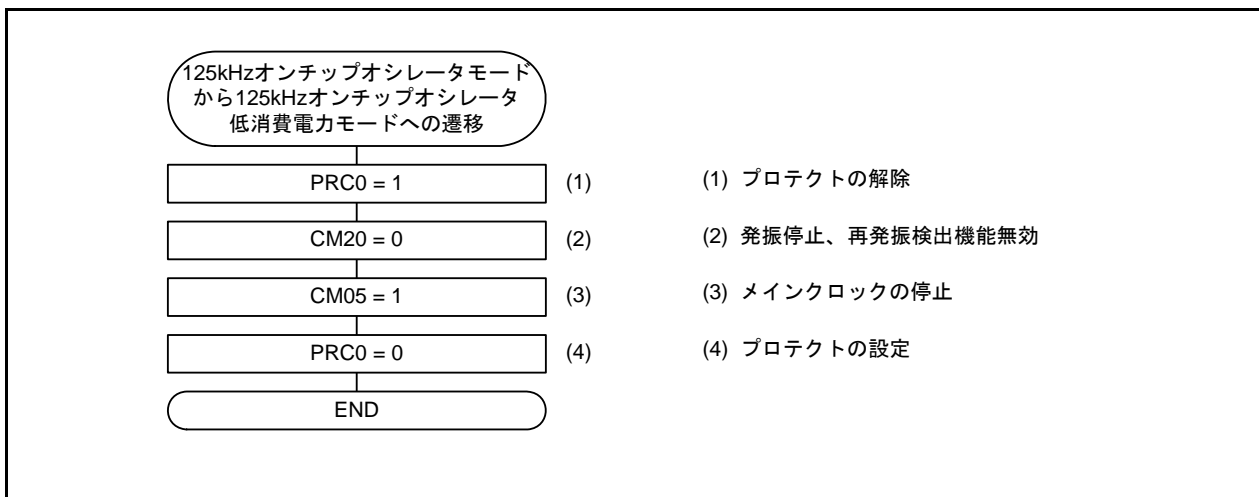 125kHzオンチップオシレータモード
から125kHzオンチップオシレータ
低消費電力モードへの遷移
PRC0 = 1 (1) (1) プロテクトの解除
CM20 = 0 (2) (2) 発振停止、再発振検出機能無効
CM05 = 1 (3) (3) メインクロックの停止
PRC0 = 0 (4) (4) プロテクトの設定
END